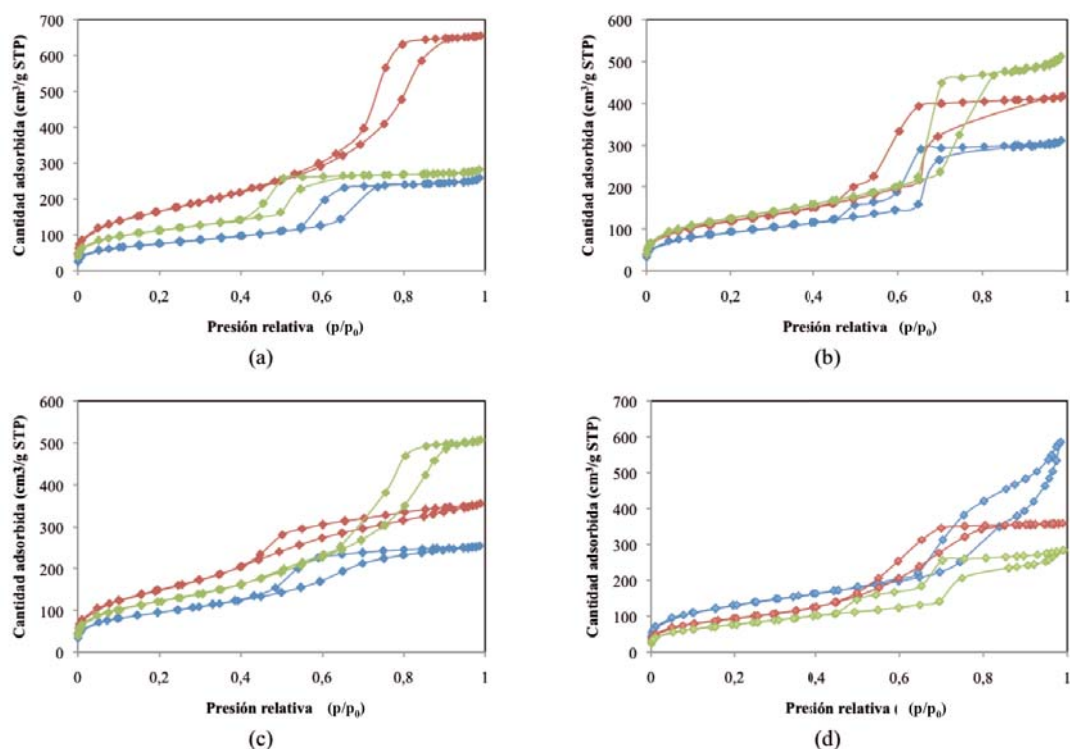 700
600
500
400
300
200
100
0
Cantidad adsorbida (cm³/g STP)
0 0,2 0,4 0,6 0,8 1
Presión relativa (p/p₀)
(a)
600
500
400
300
200
100
0
Cantidad adsorbida (cm³/g STP)
0 0,2 0,4 0,6 0,8 1
Presión relativa (p/p₀)
(b)
600
500
400
300
200
100
0
Cantidad adsorbida (cm3/g STP)
0 0,2 0,4 0,6 0,8 1
Presión relativa (p/p₀)
(c)
700
600
500
400
300
200
100
0
Cantidad adsorbida (cm³/g STP)
0 0,2 0,4 0,6 0,8 1
Presión relativa ( (p/p₀)
(d)